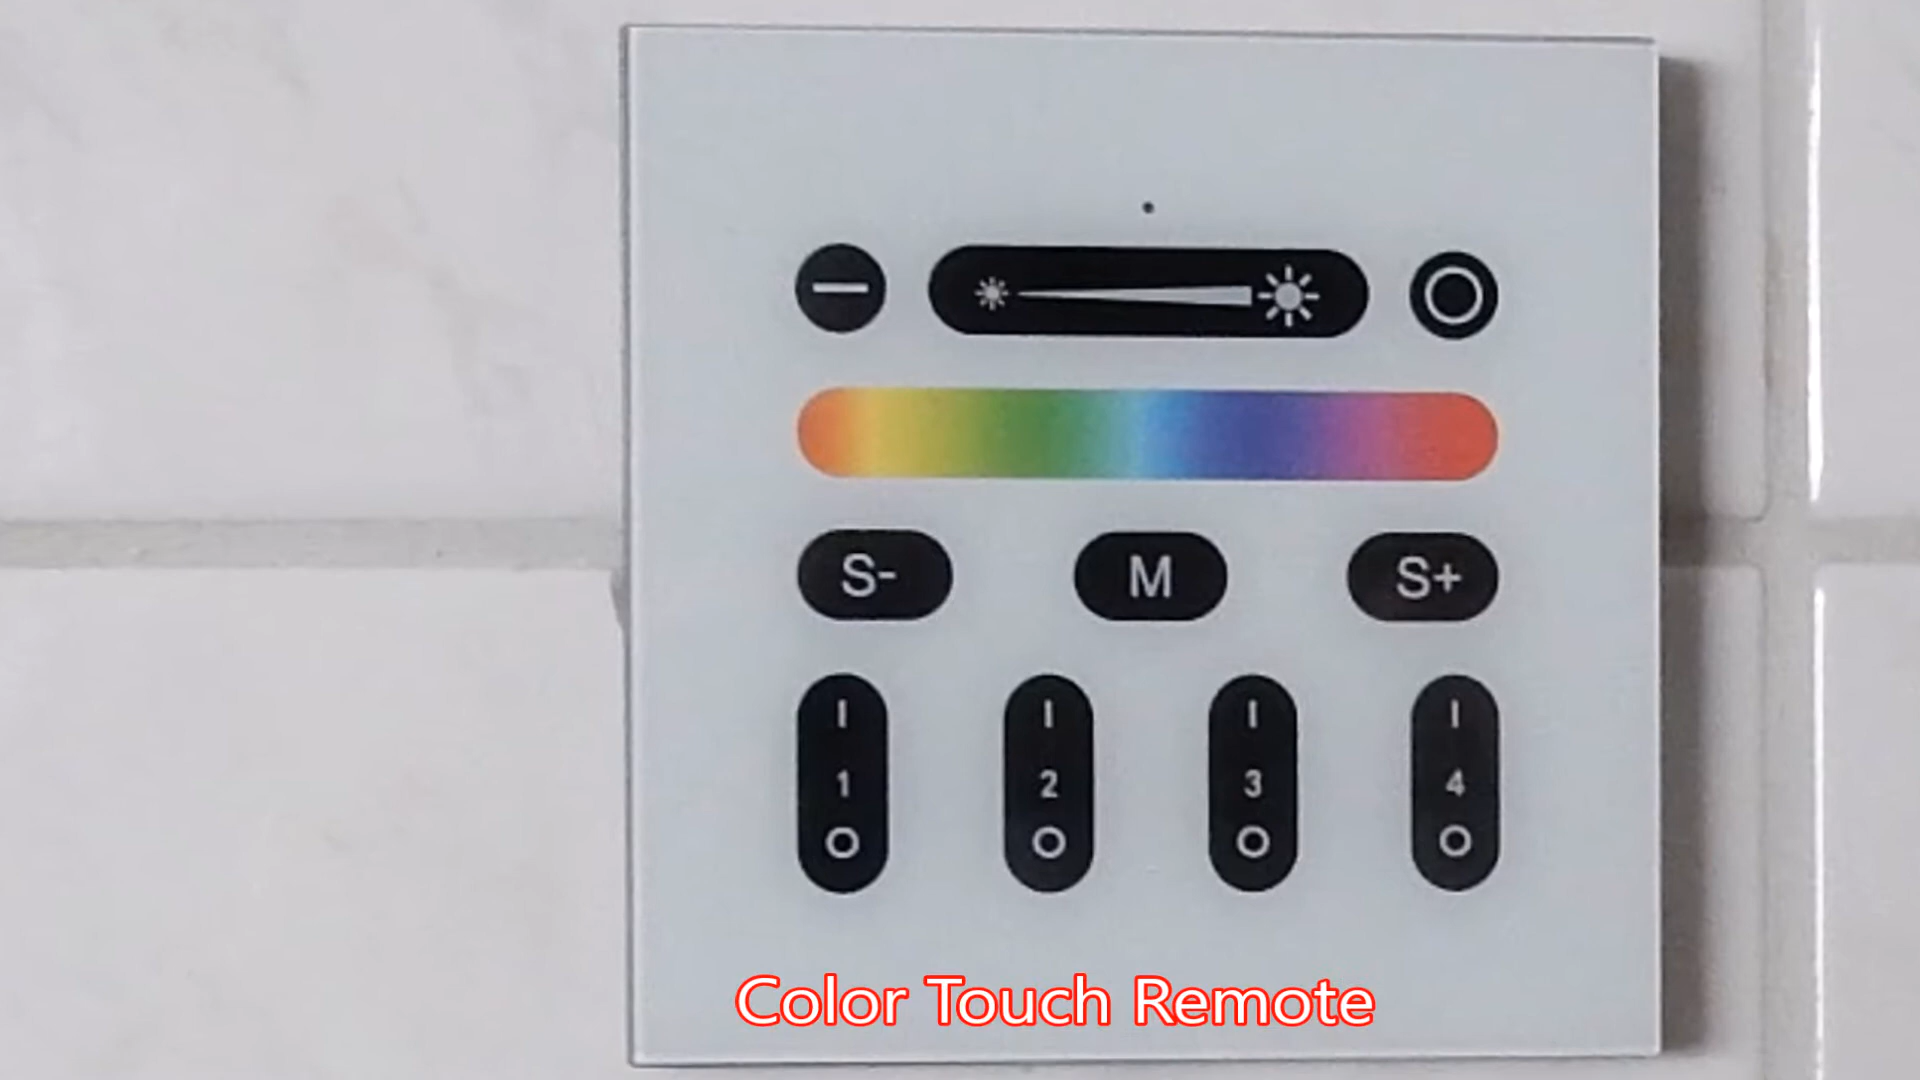 S- M S+
I I I I
1 2 3 4
O O O O
Color Touch Remote